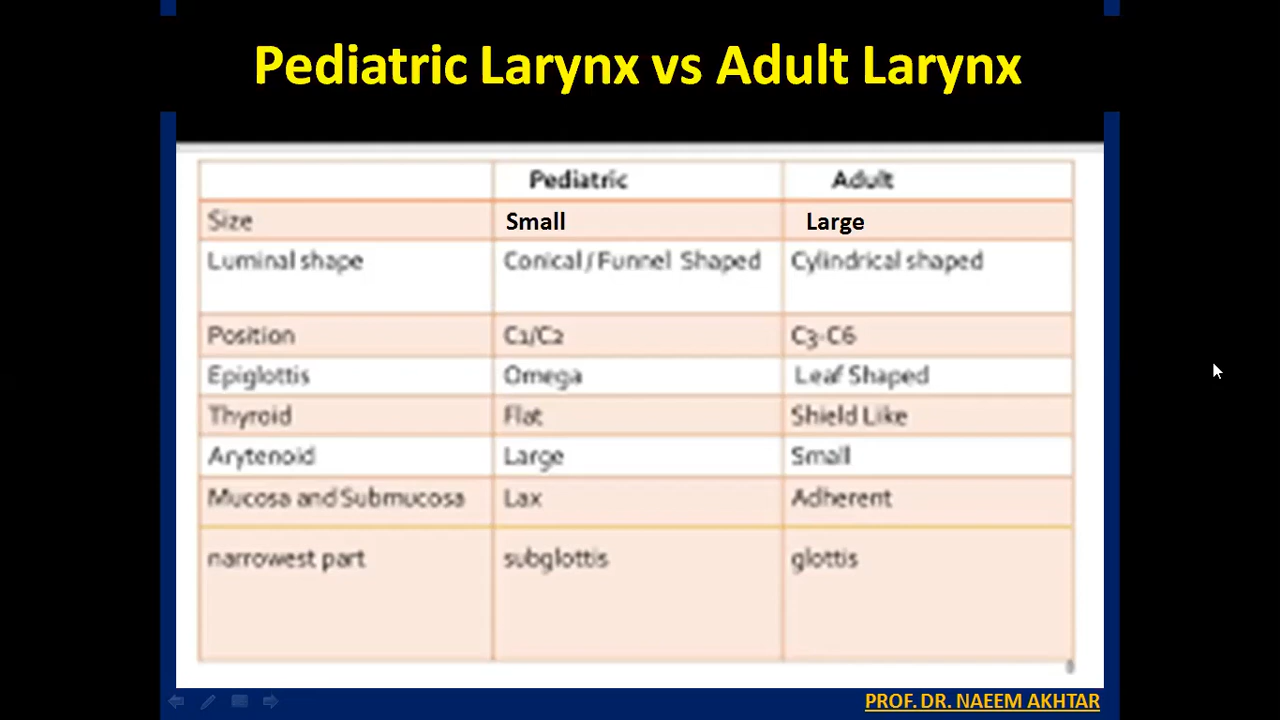 Pediatric Larynx vs Adult Larynx
Pediatric Adult
Size Small Large
Luminal shape Conical / Funnel Shaped Cylindrical shaped
Position C1/C2 C3-C6
Epiglottis Omega Leaf Shaped
Thyroid Flat Shield Like
Arytenoid Large Small
Mucosa and Submucosa Lax Adherent
narrowest part subglottis glottis
PROF. DR. NAEEM AKHTAR